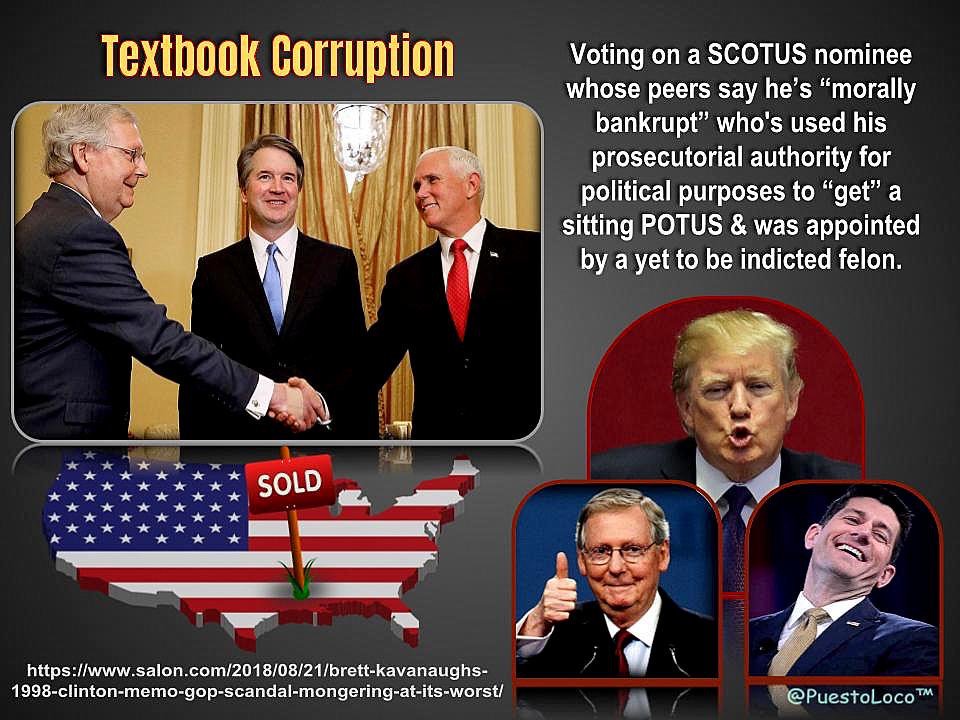 Textbook Corruption
Voting on a SCOTUS nominee
whose peers say he’s “morally
bankrupt” who's used his
prosecutorial authority for
political purposes to “get” a
sitting POTUS & was appointed
by a yet to be indicted felon.
SOLD
https://www.salon.com/2018/08/21/brett-kavanaughs-
1998-clinton-memo-gop-scandal-mongering-at-its-worst/
@PuestoLoco™